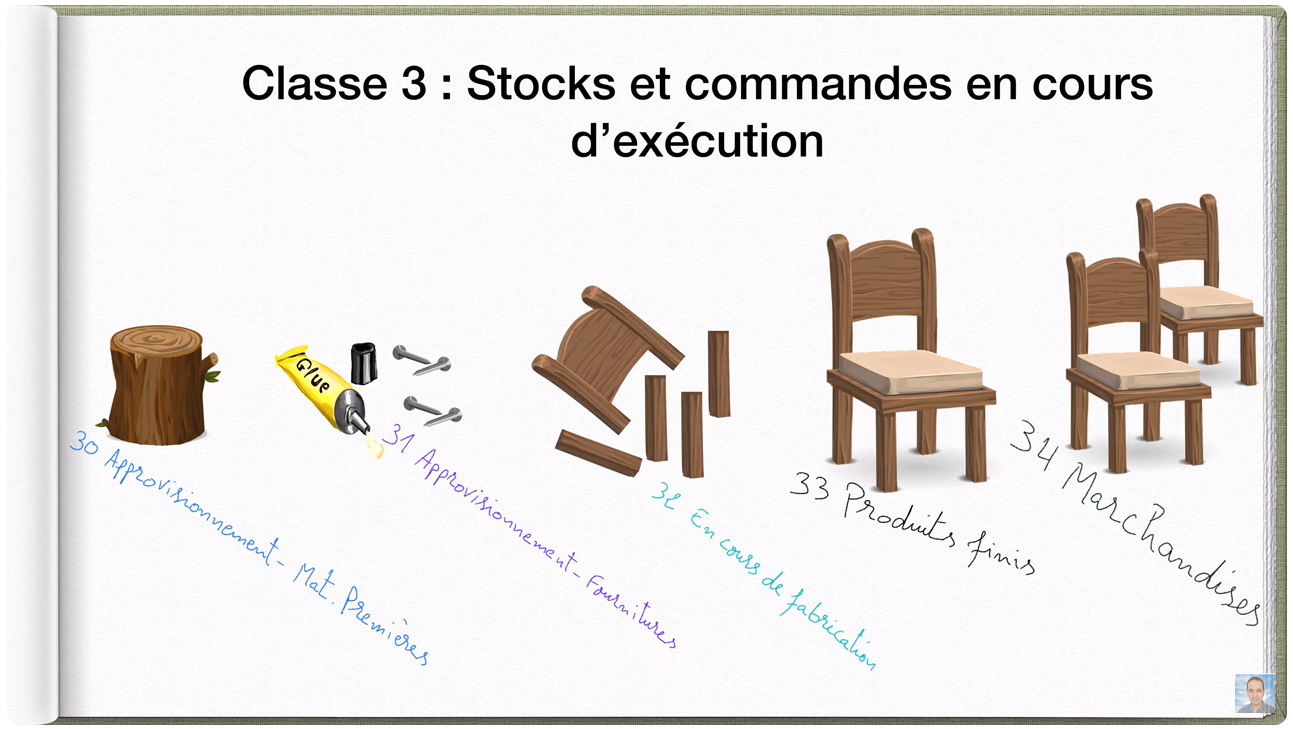 Classe 3 : Stocks et commandes en cours
d’exécution
Glue
30 Approvisionnement- Mat. Premières
31 Approvisionnement- Fournitures
32 En cours de fabrication
33 Produits finis
34 Marchandises